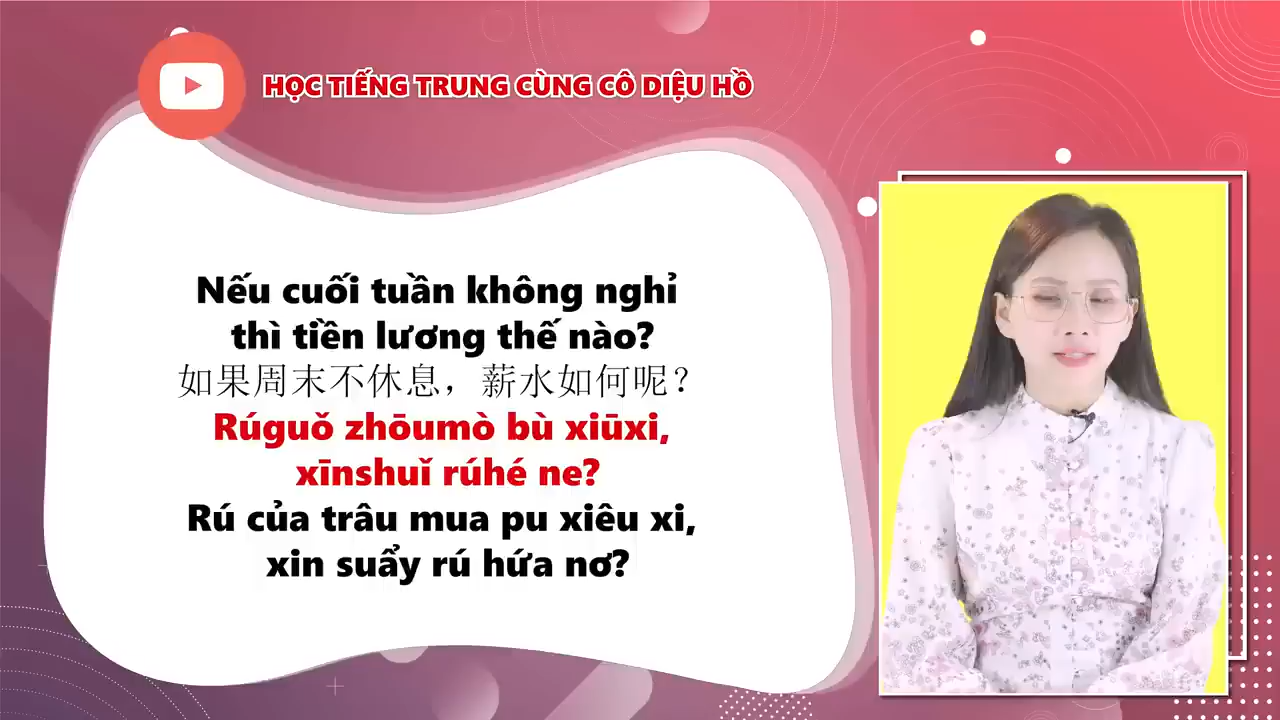 HỌC TIẾNG TRUNG CÙNG CÔ DIỆU HỒ
Nếu cuối tuần không nghỉ
thì tiền lương thế nào?
如果周末不休息，薪水如何呢？
Rúguǒ zhōumò bù xiūxi,
xīnshuǐ rúhé ne?
Rú của trâu mua pu xiêu xi,
xin suẩy rú hứa nơ?